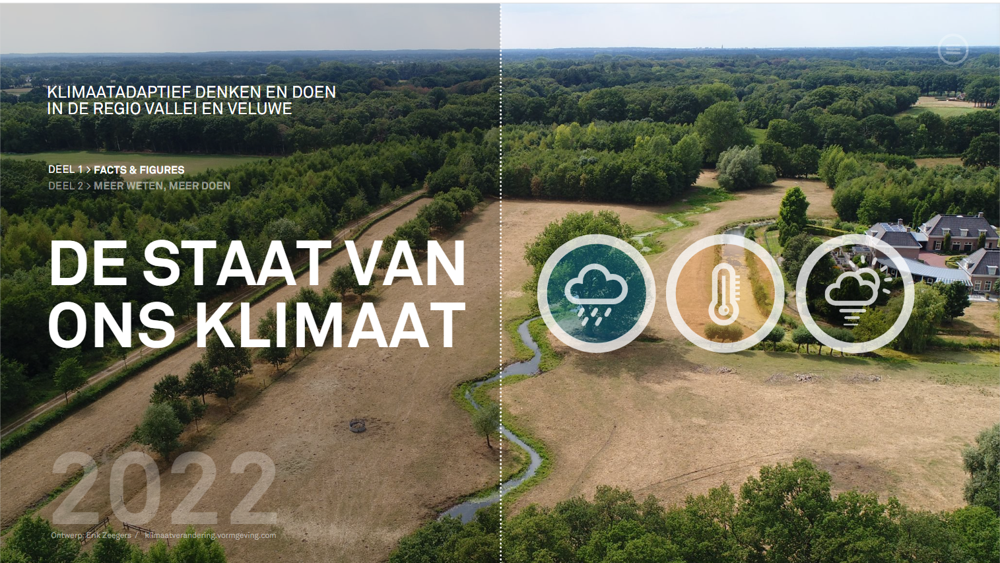 KLIMAATADAPTIEF DENKEN EN DOEN
IN DE REGIO VALLEI EN VELUWE
DEEL 1 > FACTS & FIGURES
DEEL 2 > MEER WETEN, MEER DOEN
DE STAAT VAN
ONS KLIMAAT
2022
Ontwerp: Erik Zeegers / klimaatverandering.vormgeving.com